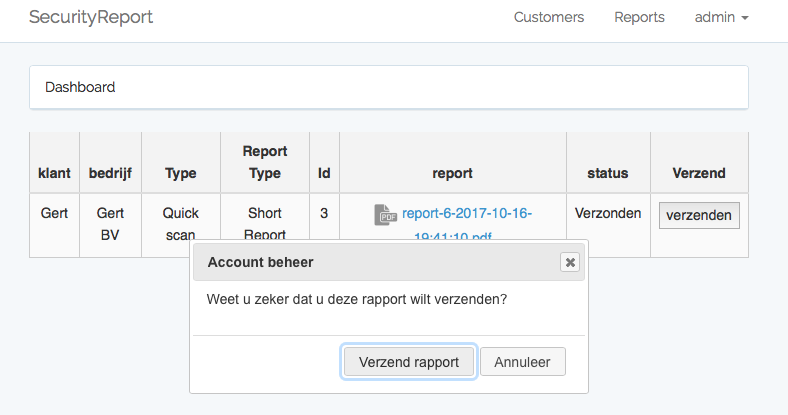 SecurityReport Customers Reports admin
Dashboard
klant bedrijf Type Report Type Id report status Verzend
Gert Gert BV Quick scan Short Report 3 report-6-2017-10-16-19:41:10.pdf Verzonden verzenden
PDF
Account beheer
Weet u zeker dat u deze rapport wilt verzenden?
Verzend rapport Annuleer